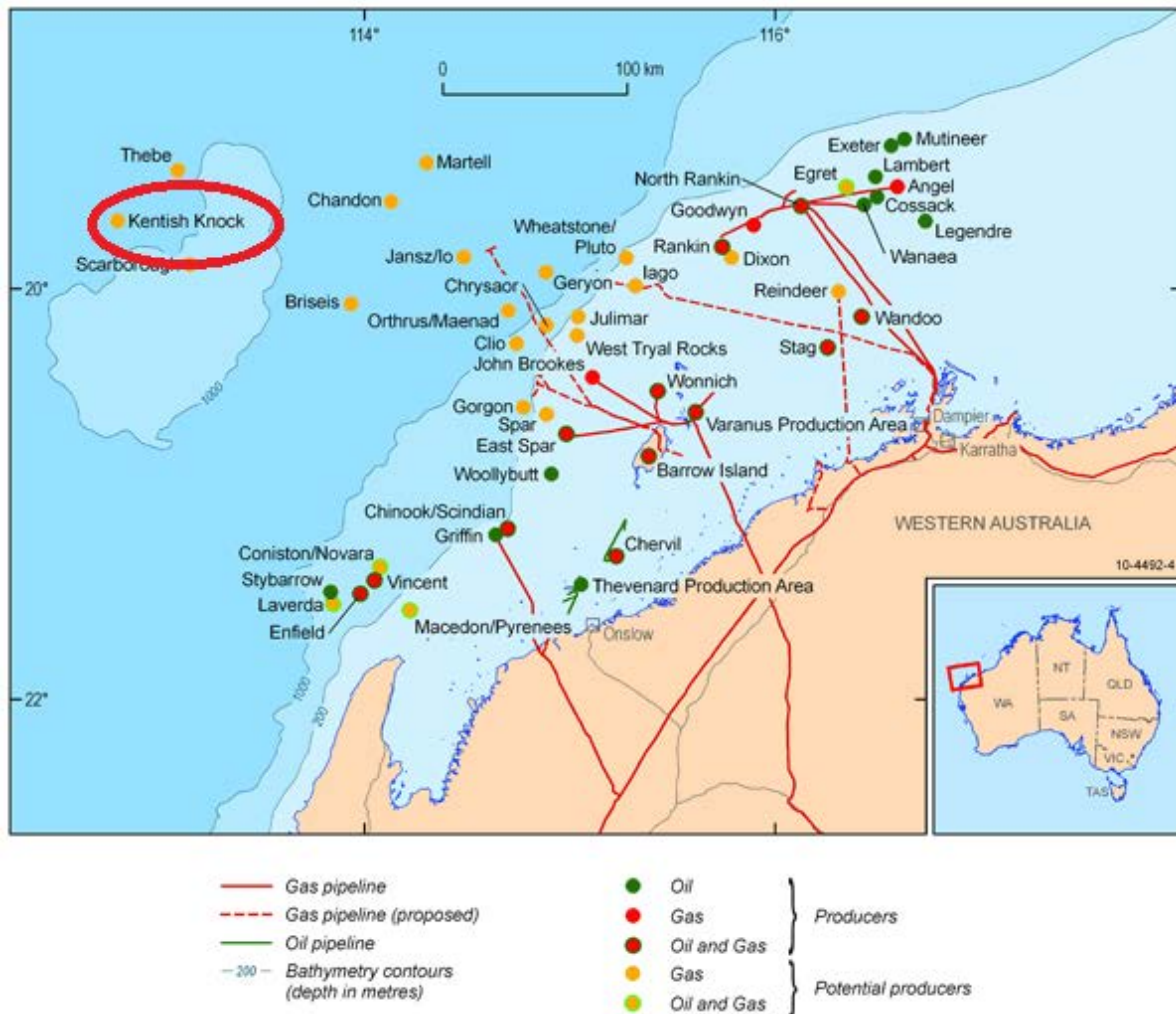 114°
116°
0
100 km
Thebe
Martell
Exeter
Mutineer
Lambert
Egret
Angel
North Rankin
Kentish Knock
Chandon
Cossack
Goodwyn
Legendre
Wheatstone/
Pluto
Rankin
Wanaea
Scarborough
Jansz/Io
Dixon
Iago
20°
Geryon
Chrysaor
Reindeer
Briseis
Orthrus/Maenad
Julimar
Wandoo
Clio
West Tryal Rocks
Stag
John Brookes
1000
Wonnich
Gorgon
Spar
Varanus Production Area
Dampier
East Spar
Karratha
Barrow Island
Woollybutt
Chinook/Scindian
Griffin
WESTERN AUSTRALIA
Coniston/Novara
Chervil
10-4492-4
Stybarrow
Vincent
Thevenard Production Area
Laverda
Enfield
Macedon/Pyrenees
Onslow
1000
200
22°
NT
QLD
WA
SA
NSW
VIC
TAS
Gas pipeline
Gas pipeline (proposed)
Oil pipeline
200
Bathymetry contours
(depth in metres)
Oil
Gas
Oil and Gas
Producers
Gas
Oil and Gas
Potential producers